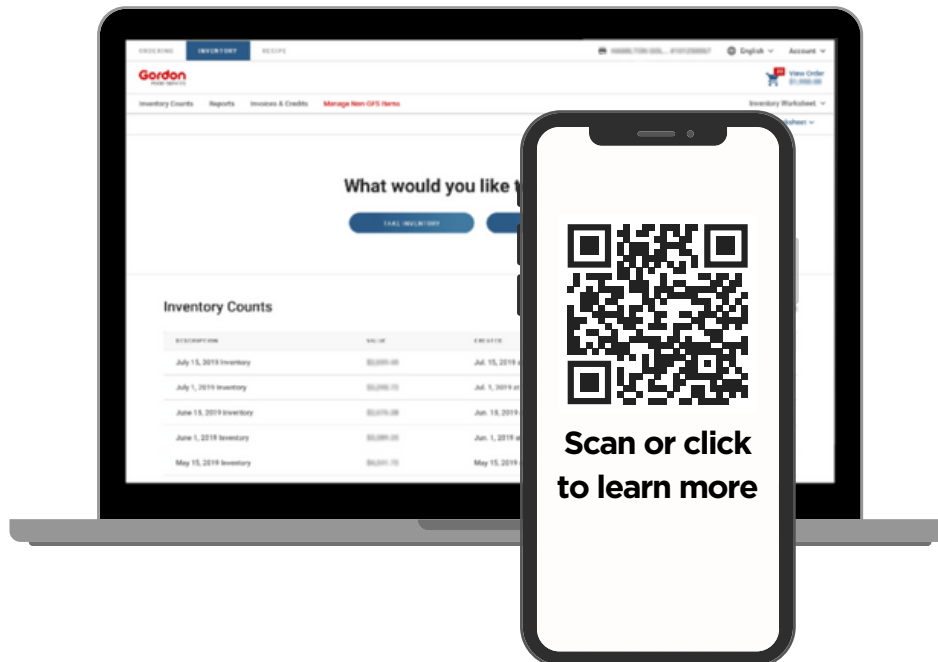 ORDERING INVENTORY RECIPE English Account
Gordon
FOOD SERVICE
View Order
Inventory Counts Reports Invoices & Credits Manage Non-GFS Items Inventory Worksheet
What would you like t
TAKE INVENTORY
Inventory Counts
DESCRIPTION VALUE CREATED
July 15, 2019 Inventory Jul. 15, 2019
July 1, 2019 Inventory Jul. 1, 2019 at
June 15, 2019 Inventory Jun. 15, 2019
June 1, 2019 Inventory Jun. 1, 2019
May 15, 2019 Inventory May 15, 2019
Scan or click
to learn more